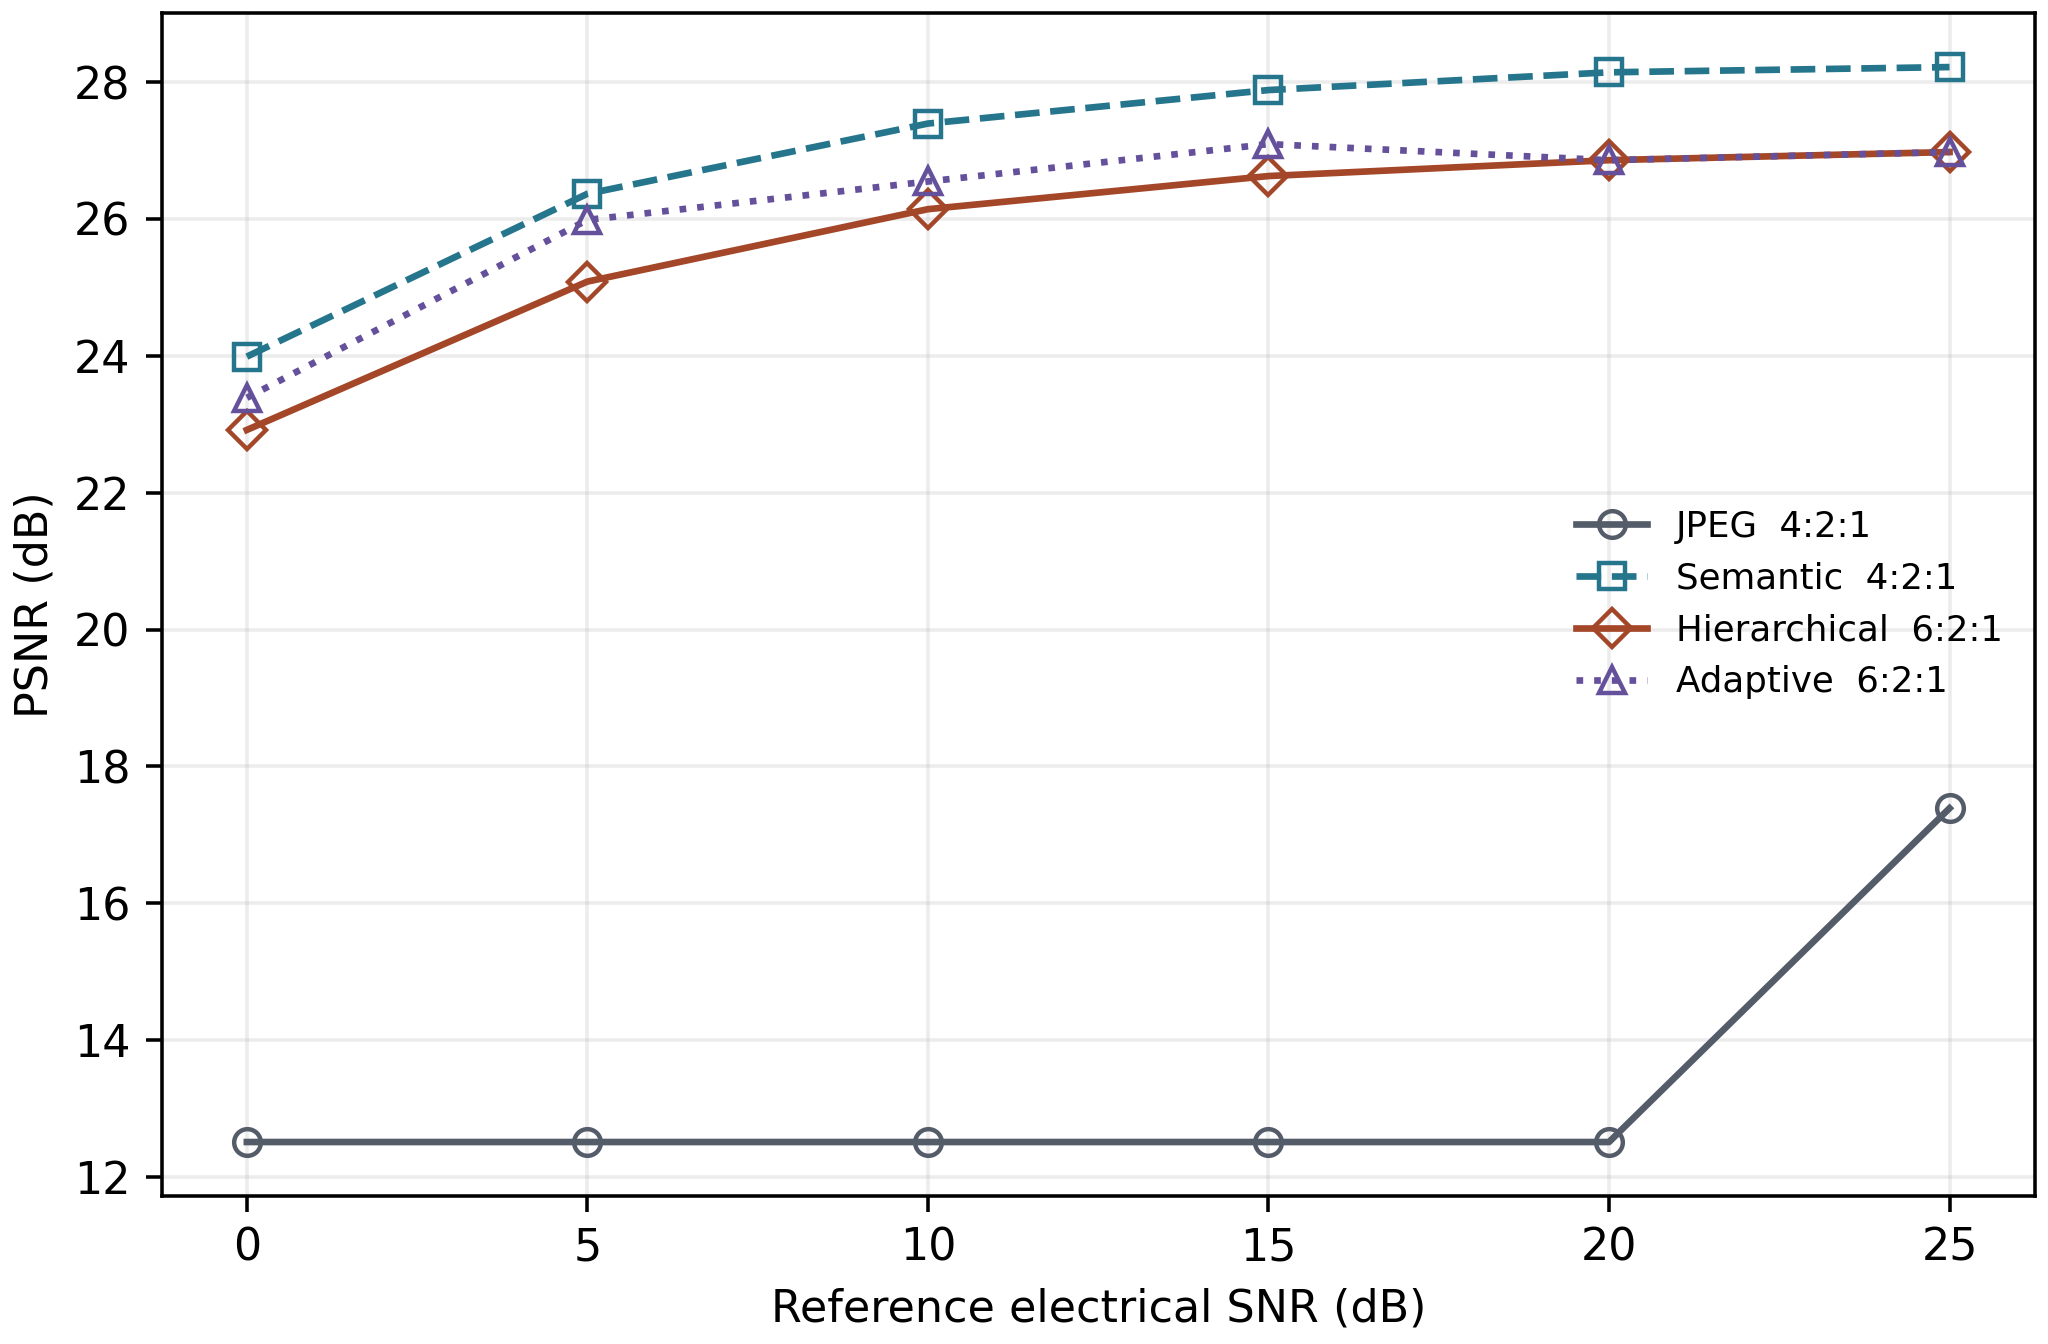 28
26
24
22
20
18
16
14
12
PSNR (dB)
JPEG  4:2:1
Semantic  4:2:1
Hierarchical  6:2:1
Adaptive  6:2:1
0 5 10 15 20 25
Reference electrical SNR (dB)